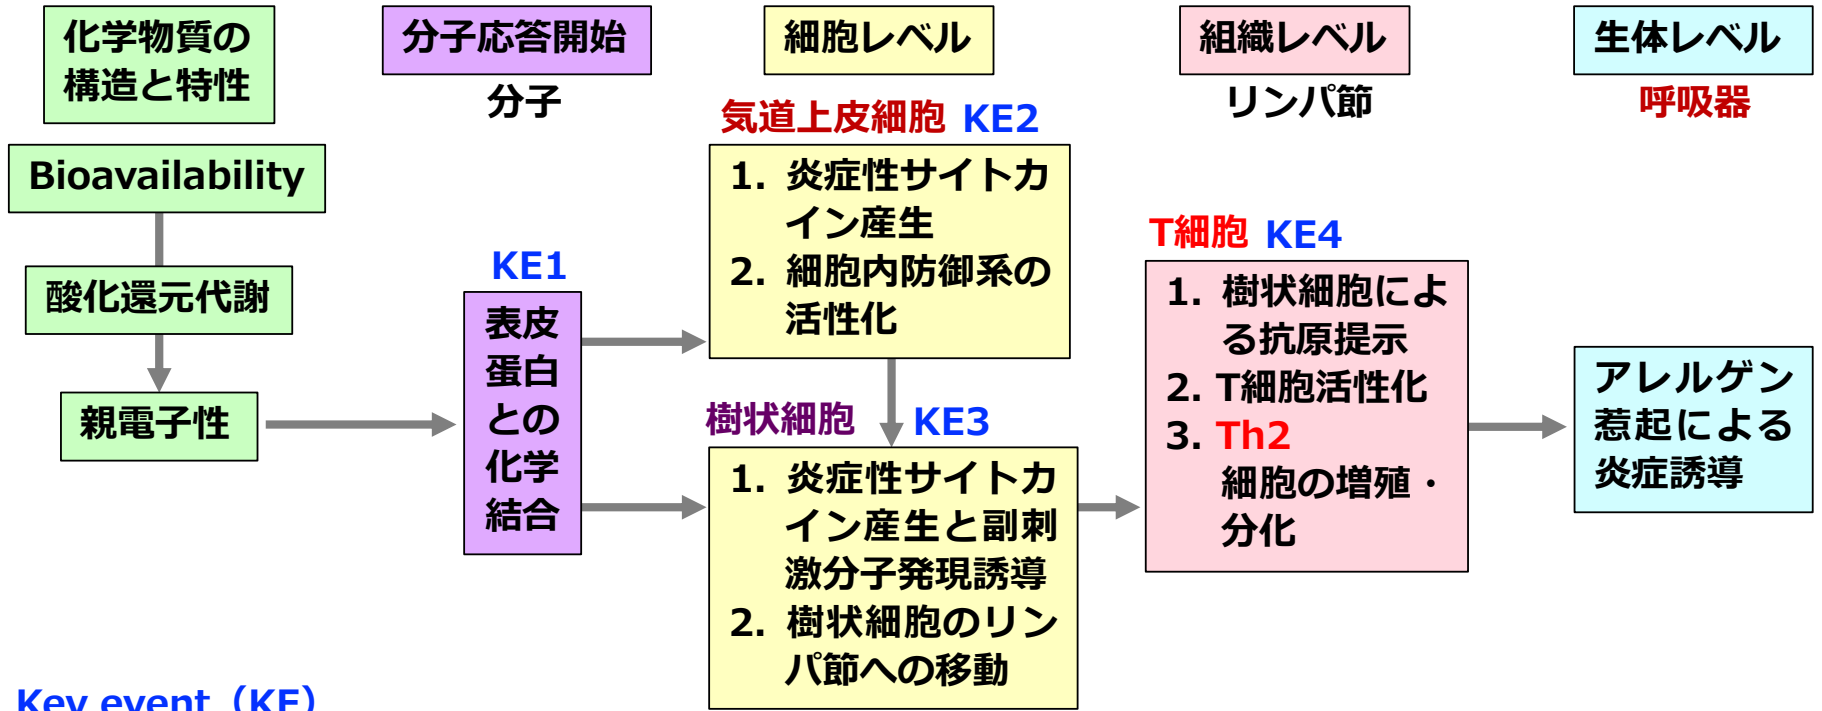 化学物質の
構造と特性
分子応答開始
分子
細胞レベル
組織レベル
リンパ節
生体レベル
呼吸器
Bioavailability
酸化還元代謝
親電子性
KE1
表皮
蛋白
との
化学
結合
気道上皮細胞 KE2
1. 炎症性サイトカ
イン産生
2. 細胞内防御系の
活性化
樹状細胞 KE3
1. 炎症性サイトカ
イン産生と副刺
激分子発現誘導
2. 樹状細胞のリン
パ節への移動
T細胞 KE4
1. 樹状細胞によ
る抗原提示
2. T細胞活性化
3. Th2
細胞の増殖・
分化
アレルゲン
惹起による
炎症誘導
Key event（KE）